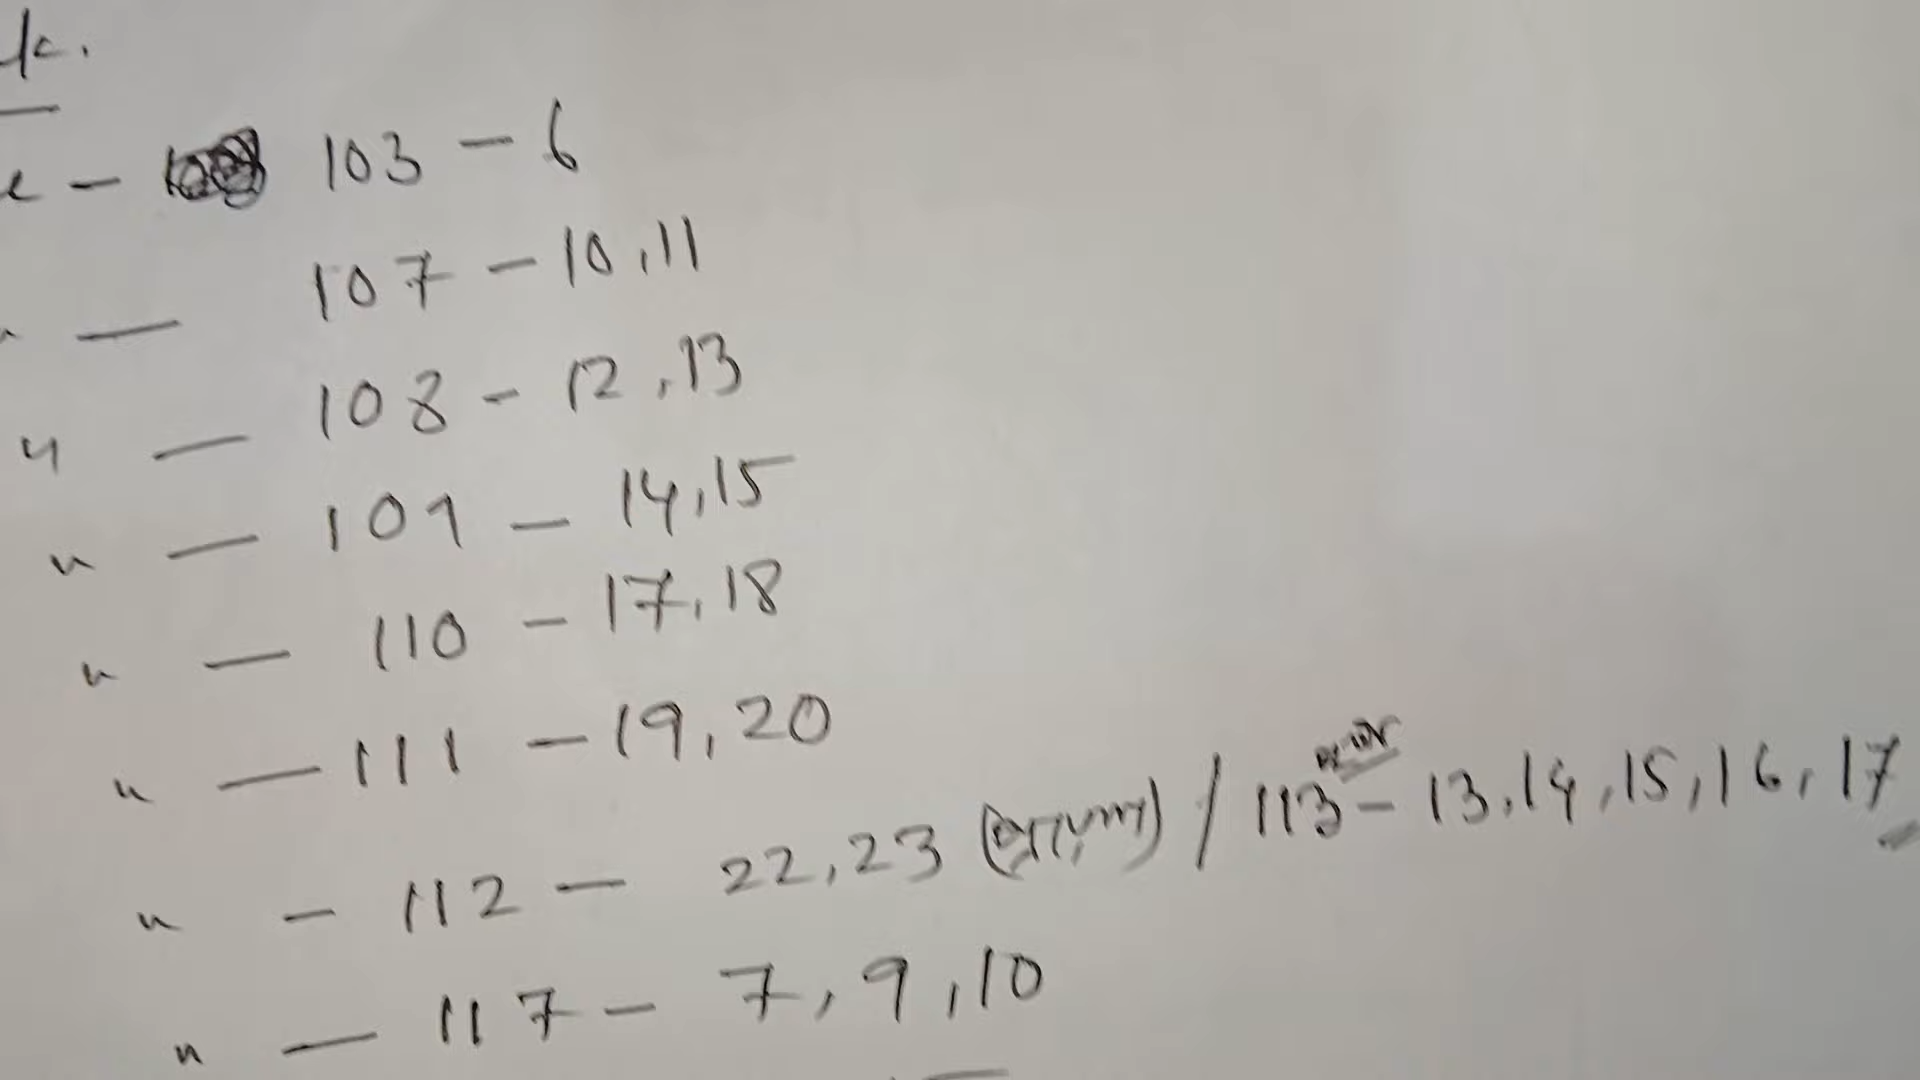 k.
e - 103 - 6
— 107 - 10, 11
" — 108 - 12, 13
" — 109 - 14, 15
" — 110 - 17, 18
" — 111 - 19, 20
" - 112 - 22, 23 / 113 - 13, 14, 15, 16, 17
" — 117 - 7, 9, 10